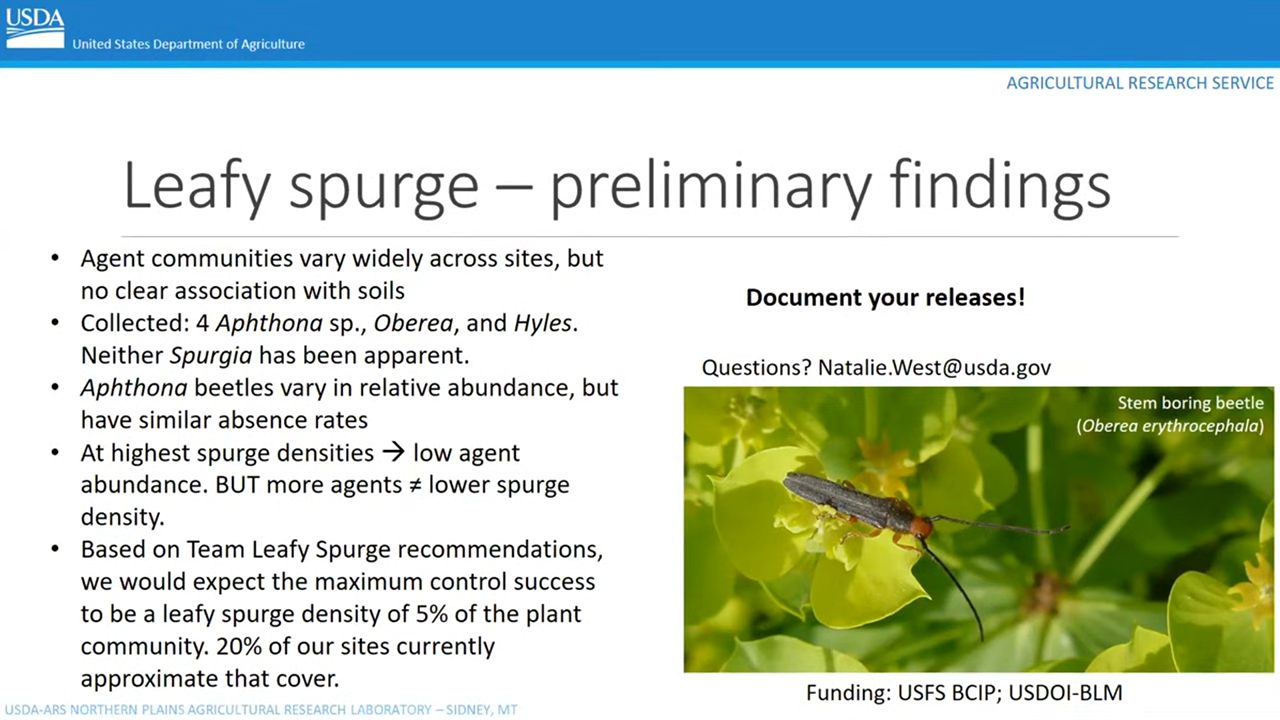 USDA
United States Department of Agriculture
AGRICULTURAL RESEARCH SERVICE
Leafy spurge – preliminary findings
• Agent communities vary widely across sites, but
no clear association with soils
• Collected: 4 Aphthona sp., Oberea, and Hyles.
Neither Spurgia has been apparent.
• Aphthona beetles vary in relative abundance, but
have similar absence rates
• At highest spurge densities → low agent
abundance. BUT more agents ≠ lower spurge
density.
• Based on Team Leafy Spurge recommendations,
we would expect the maximum control success
to be a leafy spurge density of 5% of the plant
community. 20% of our sites currently
approximate that cover.
Document your releases!
Questions? Natalie.West@usda.gov
Stem boring beetle
(Oberea erythrocephala)
Funding: USFS BCIP; USDOI-BLM
USDA-ARS NORTHERN PLAINS AGRICULTURAL RESEARCH LABORATORY – SIDNEY, MT